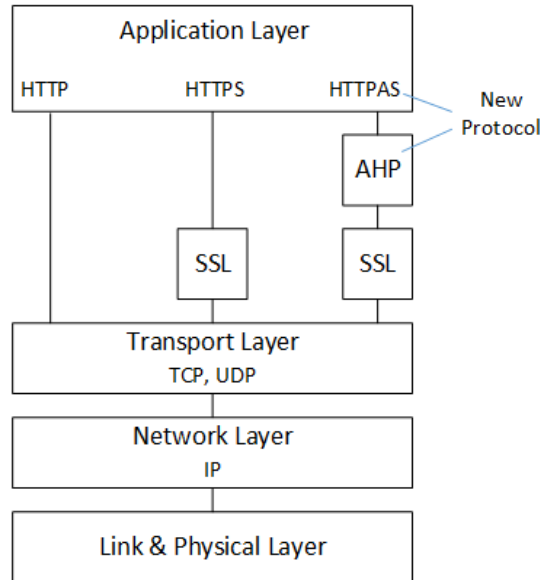 Application Layer
HTTP HTTPS HTTPAS
New
Protocol
AHP
SSL SSL
Transport Layer
TCP, UDP
Network Layer
IP
Link & Physical Layer